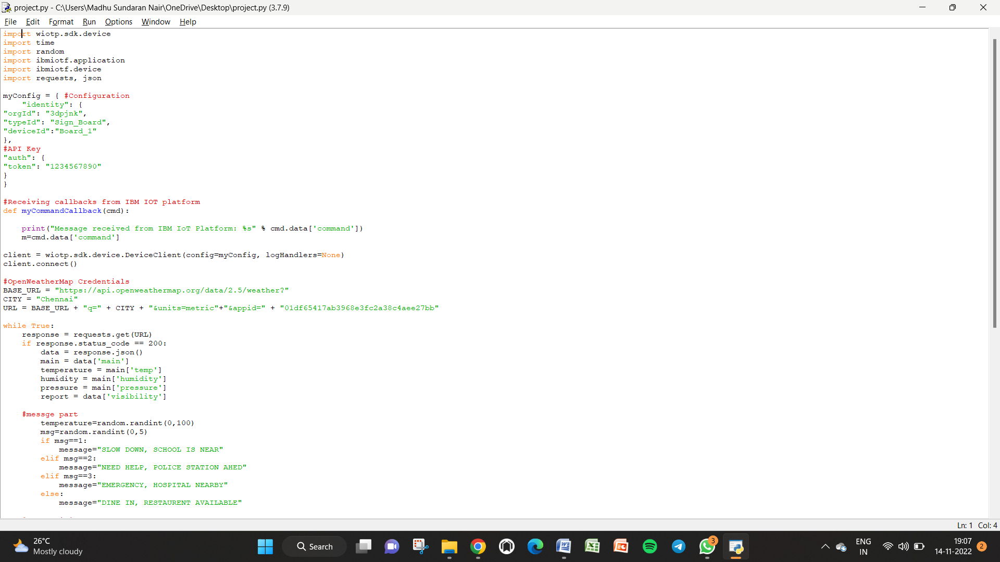 project.py - C:\Users\Madhu Sundaran Nair\OneDrive\Desktop\project.py (3.7.9)
File Edit Format Run Options Window Help
import wiotp.sdk.device
import time
import random
import ibmiotf.application
import ibmiotf.device
import requests, json

myConfig = { #Configuration
    "identity": {
"orgId": "3dpjnk",
"typeId": "Sign_Board",
"deviceId":"Board_1"
},
#API Key
"auth": {
"token": "1234567890"
}
}

#Receiving callbacks from IBM IOT platform
def myCommandCallback(cmd):

    print("Message received from IBM IoT Platform: %s" % cmd.data['command'])
    m=cmd.data['command']

client = wiotp.sdk.device.DeviceClient(config=myConfig, logHandlers=None)
client.connect()

#OpenWeatherMap Credentials
BASE_URL = "https://api.openweathermap.org/data/2.5/weather?"
CITY = "Chennai"
URL = BASE_URL + "q=" + CITY + "&units=metric"+"&appid=" + "01df65417ab3968e3fc2a38c4aee27bb"

while True:
    response = requests.get(URL)
    if response.status_code == 200:
        data = response.json()
        main = data['main']
        temperature = main['temp']
        humidity = main['humidity']
        pressure = main['pressure']
        report = data['visibility']

    #messge part
        temperature=random.randint(0,100)
        msg=random.randint(0,5)
        if msg==1:
            message="SLOW DOWN, SCHOOL IS NEAR"
        elif msg==2:
            message="NEED HELP, POLICE STATION AHED"
        elif msg==3:
            message="EMERGENCY, HOSPITAL NEARBY"
        else:
            message="DINE IN, RESTAURENT AVAILABLE"
Ln: 1 Col: 4
26°C
Mostly cloudy
Search
3
ENG
IN
19:07
14-11-2022
2